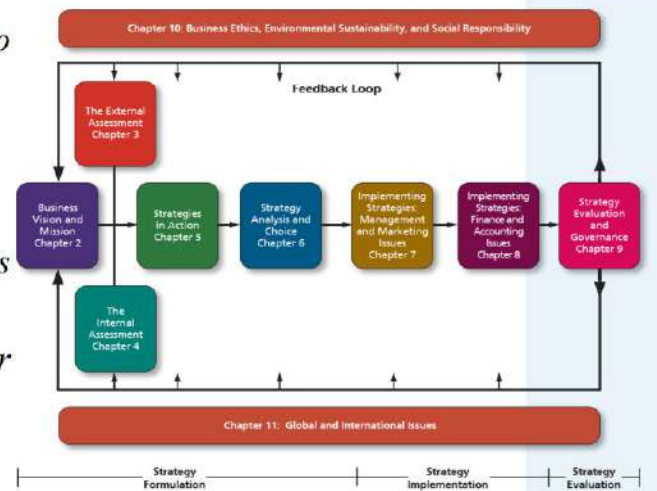 Chapter 10: Business Ethics, Environmental Sustainability, and Social Responsibility
o
Feedback Loop
The External
Assessment
Chapter 3
Business
Vision and
Mission
Chapter 2
Strategies
in Action
Chapter 5
Strategy
Analysis and
Choice
Chapter 6
Implementing
Strategies:
Management
and Marketing
Issues
Chapter 7
Implementing
Strategies:
Finance and
Accounting
Issues
Chapter 8
Strategy
Evaluation
and
Governance
Chapter 9
s
The
Internal
Assessment
Chapter 4
r
Chapter 11: Global and International Issues
Strategy
Formulation
Strategy
Implementation
Strategy
Evaluation